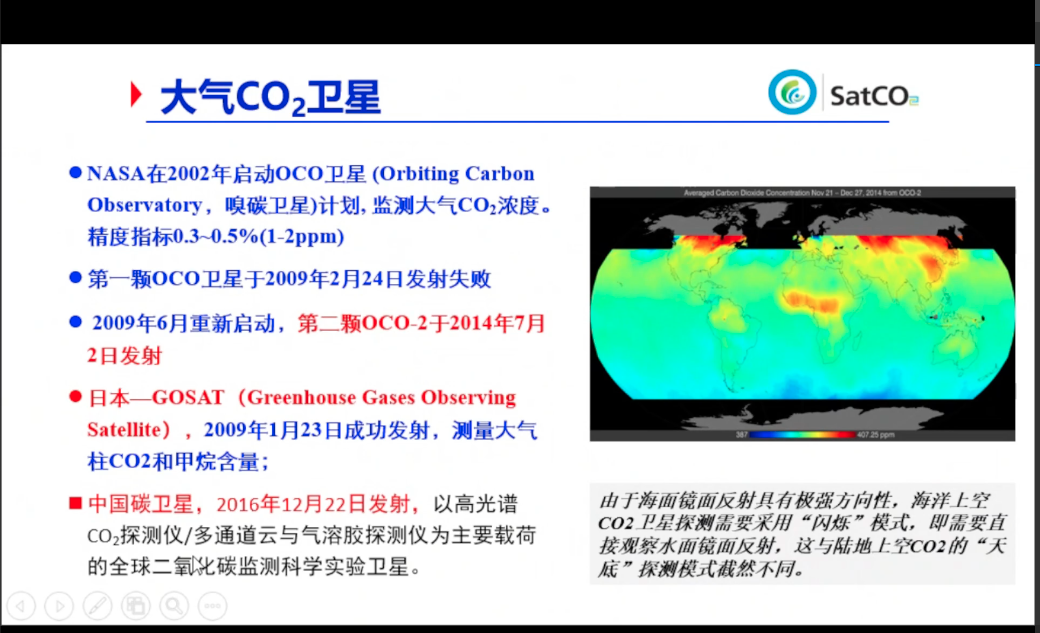 大气CO₂卫星
SatCO₂
● NASA在2002年启动OCO卫星 (Orbiting Carbon
Observatory，嗅碳卫星)计划, 监测大气CO₂浓度。
精度指标0.3~0.5%(1-2ppm)
● 第一颗OCO卫星于2009年2月24日发射失败
● 2009年6月重新启动，第二颗OCO-2于2014年7月
2日发射
● 日本—GOSAT（Greenhouse Gases Observing
Satellite），2009年1月23日成功发射，测量大气
柱CO2和甲烷含量；
■ 中国碳卫星，2016年12月22日发射，以高光谱
CO₂探测仪/多通道云与气溶胶探测仪为主要载荷
的全球二氧化碳监测科学实验卫星。
Averaged Carbon Dioxide Concentration Nov 21 – Dec 27, 2014 from OCO-2
387 407.25 ppm
由于海面镜面反射具有极强方向性，海洋上空
CO2卫星探测需要采用“闪烁”模式，即需要直
接观察水面镜面反射，这与陆地上空CO2的“天
底”探测模式截然不同。